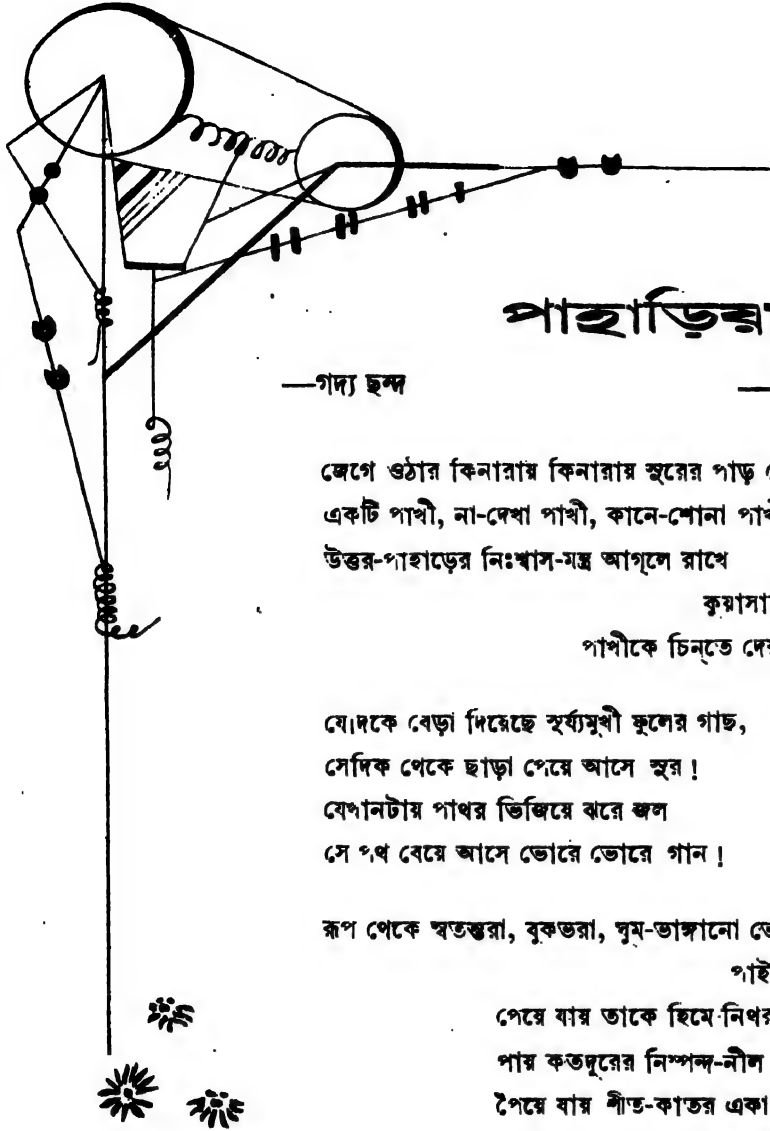 পাহাড়িয়া
—গদ্য ছন্দ —
জেগে ওঠার কিনারায় কিনারায় সুরের পাড়
একটি পাখী, না-দেখা পাখী, কানে-শোনা
উত্তর-পাহাড়ের নিঃশ্বাস-মন্ত্র আগ্‌লে রাখে
পাখীকে চিন্‌তে
যেদিকে বেড়া দিয়েছে সূর্য্যমুখী ফুলের গাছ,
সেদিক থেকে ছাড়া পেয়ে আসে সুর !
যেখানটায় পাথর ভিজিয়ে ঝরে জল
সে পথ বেয়ে আসে ভোরে ভোরে গান !
রূপ থেকে স্বতন্তরা, বুকভরা, ঘুম-ভাঙ্গানো
পাই
পেয়ে যায় তাকে হিমে-নিথর
পায় কতদূরের নিস্পন্দ-নীল
পেয়ে যায় শীত-কাতর একা